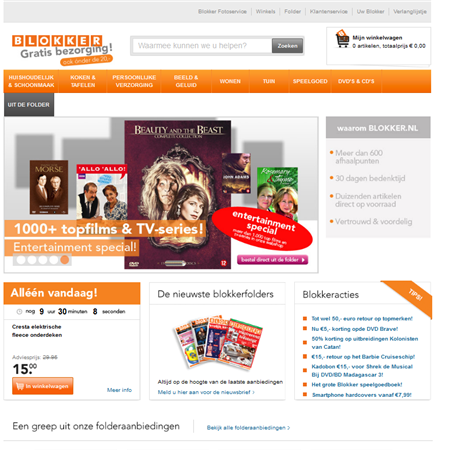 Blokker Fotoservice Winkels Folder Klantenservice Uw Blokker Verlanglijstje
BLOKKER
Gratis bezorging!
ook onder de 20,-
Waarmee kunnen we u helpen? Zoeken
Mijn winkelwagen
0 artikelen, totaalprijs € 0,00
HUISHOUDELIJK & SCHOONMAAK
KOKEN & TAFELEN
PERSOONLIJKE VERZORGING
BEELD & GELUID
WONEN
TUIN
SPEELGOED
DVD'S & CD'S
UIT DE FOLDER
BEAUTY AND THE BEAST
COMPLETE COLLECTION
MORSE
'ALLO 'ALLO!
JOHN ADAMS
Rosemary & Thyme
12
1000+ topfilms & TV-series!
Entertainment special!
entertainment special
bestel direct uit de folder
waarom BLOKKER.NL
Meer dan 600 afhaalpunten
30 dagen bedenktijd
Duizenden artikelen direct op voorraad
Vertrouwd & voordelig
Alléén vandaag!
nog 9 uur 30 minuten 8 seconden
Cresta elektrische
fleece onderdeken
Adviesprijs: 29.95
15.00
In winkelwagen
Meer info
De nieuwste blokkerfolders
Altijd op de hoogte van de laatste aanbiedingen
Meld u hier aan voor de nieuwsbrief ›
Blokkeracties
TIPS!
Tot wel 50,- euro retour op topmerken!
Nu €5,- korting opde DVD Brave!
50% korting op uitbreidingen Kolonisten van Catan!
€15,- retour op het Barbie Cruiseschip!
Kadobon €15,- voor Shrek de Musical
Bij DVD/BD Madagascar 3!
Het grote Blokker speelgoedboek!
Smartphone hardcovers vanaf €7,99!
Een greep uit onze folderaanbiedingen
Bekijk alle folderaanbiedingen ›